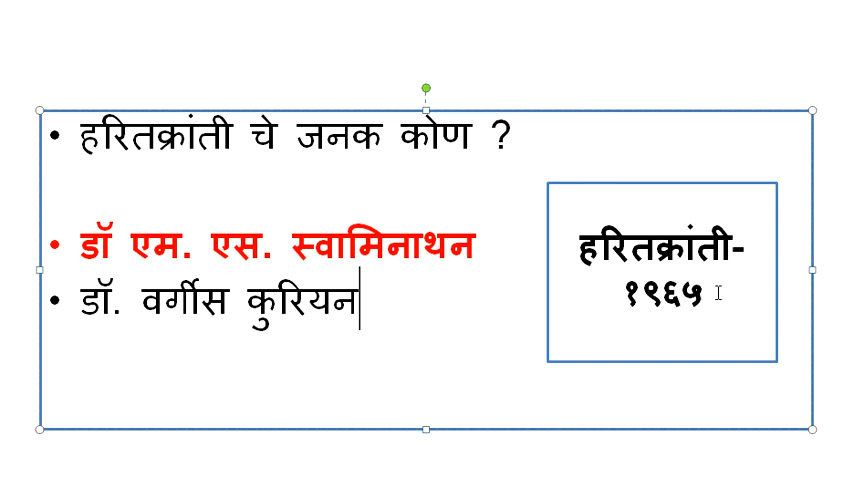 • हरितक्रांती चे जनक कोण ?
• डॉ एम. एस. स्वामिनाथन
• डॉ. वर्गीस कुरियन
हरितक्रांती-
१९६५